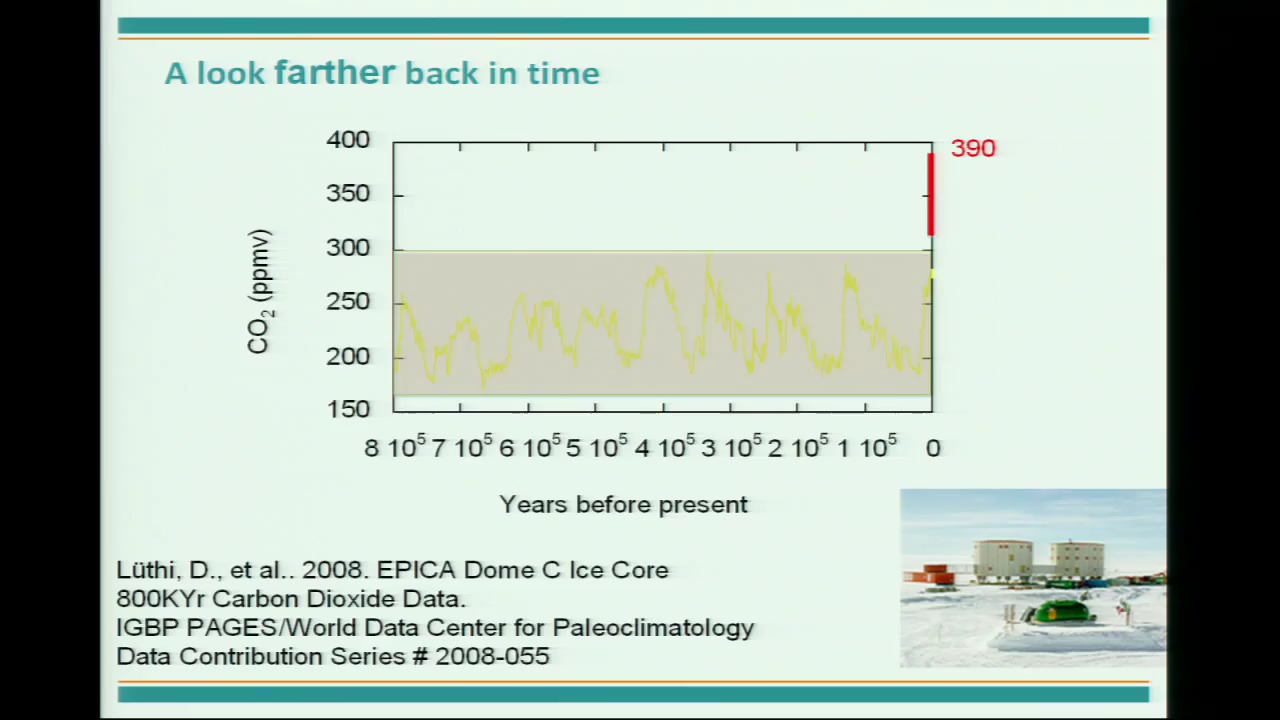 A look farther back in time
400
390
350
300
250
200
150
CO₂ (ppmv)
8 10⁵ 7 10⁵ 6 10⁵ 5 10⁵ 4 10⁵ 3 10⁵ 2 10⁵ 1 10⁵ 0
Years before present
Lüthi, D., et al.. 2008. EPICA Dome C Ice Core
800KYr Carbon Dioxide Data.
IGBP PAGES/World Data Center for Paleoclimatology
Data Contribution Series # 2008-055